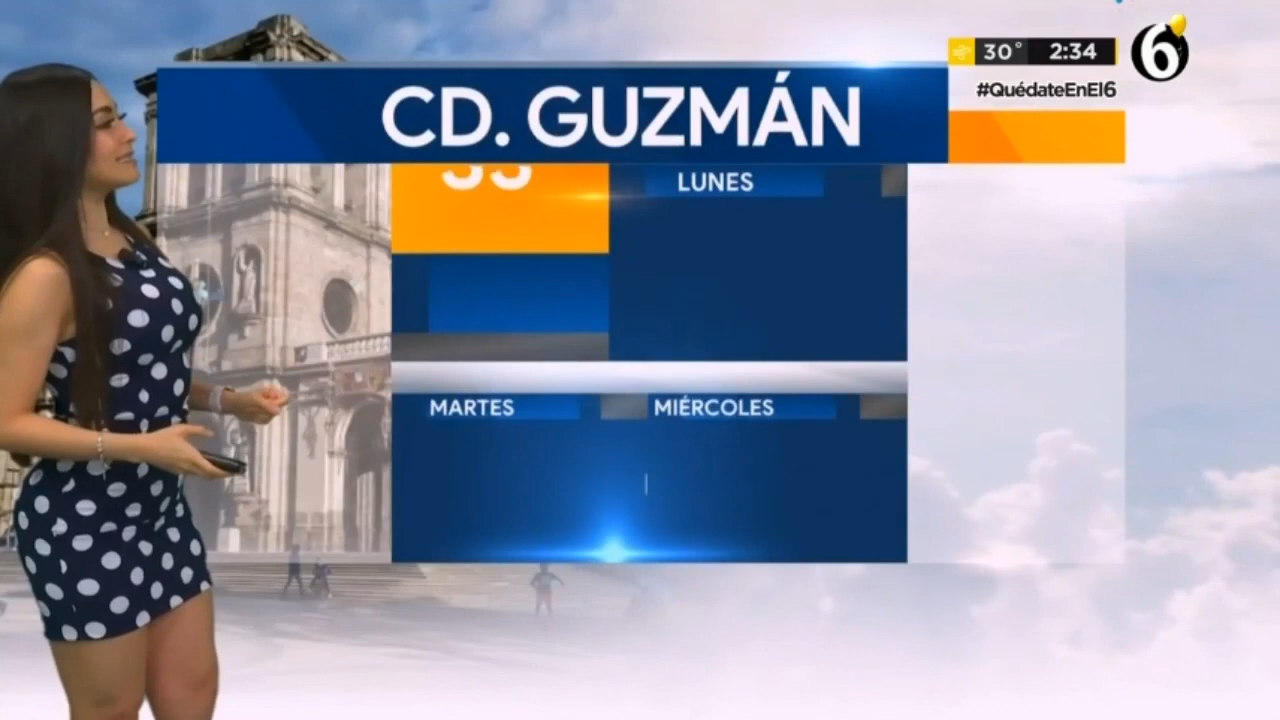 30° 2:34
6
#QuédateEnEl6
CD. GUZMÁN
LUNES
MARTES
MIÉRCOLES